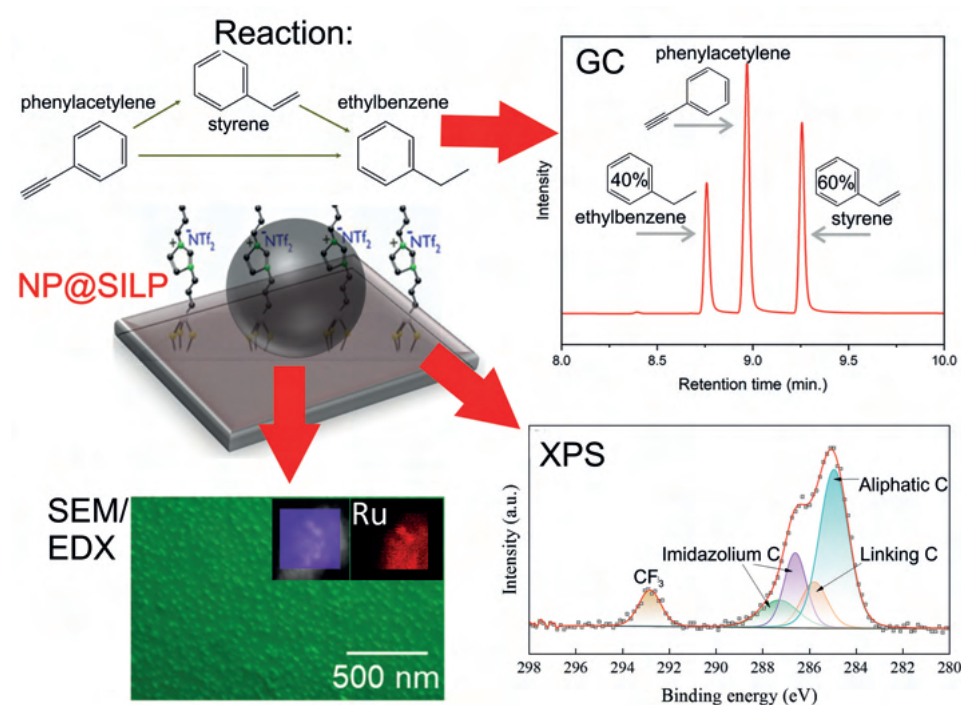 Reaction:
phenylacetylene
styrene
ethylbenzene
NTf2
NTf2
NTf2
NTf2
NP@SILP
GC
phenylacetylene
40%
ethylbenzene
60%
styrene
Intensity
8.0 8.5 9.0 9.5 10.0
Retention time (min.)
SEM/
EDX
Ru
500 nm
XPS
Aliphatic C
Imidazolium C
Linking C
CF3
Intensity (a.u.)
298 296 294 292 290 288 286 284 282 280
Binding energy (eV)